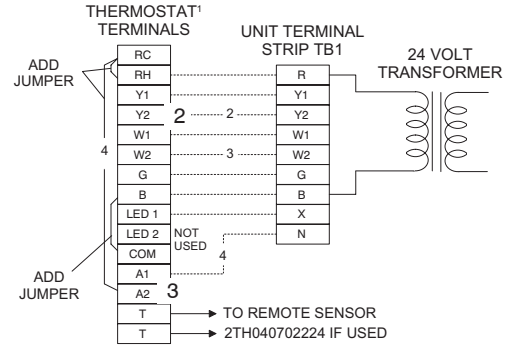 THERMOSTAT¹
TERMINALS
UNIT TERMINAL
STRIP TB1
24 VOLT
TRANSFORMER
ADD
JUMPER
RC
RH
R
Y1
Y1
Y2
2
2
Y2
W1
W1
4
W2
3
W2
G
G
B
B
LED 1
X
LED 2
NOT
USED
N
COM
4
A1
ADD
JUMPER
A2
3
T
TO REMOTE SENSOR
T
2TH040702224 IF USED